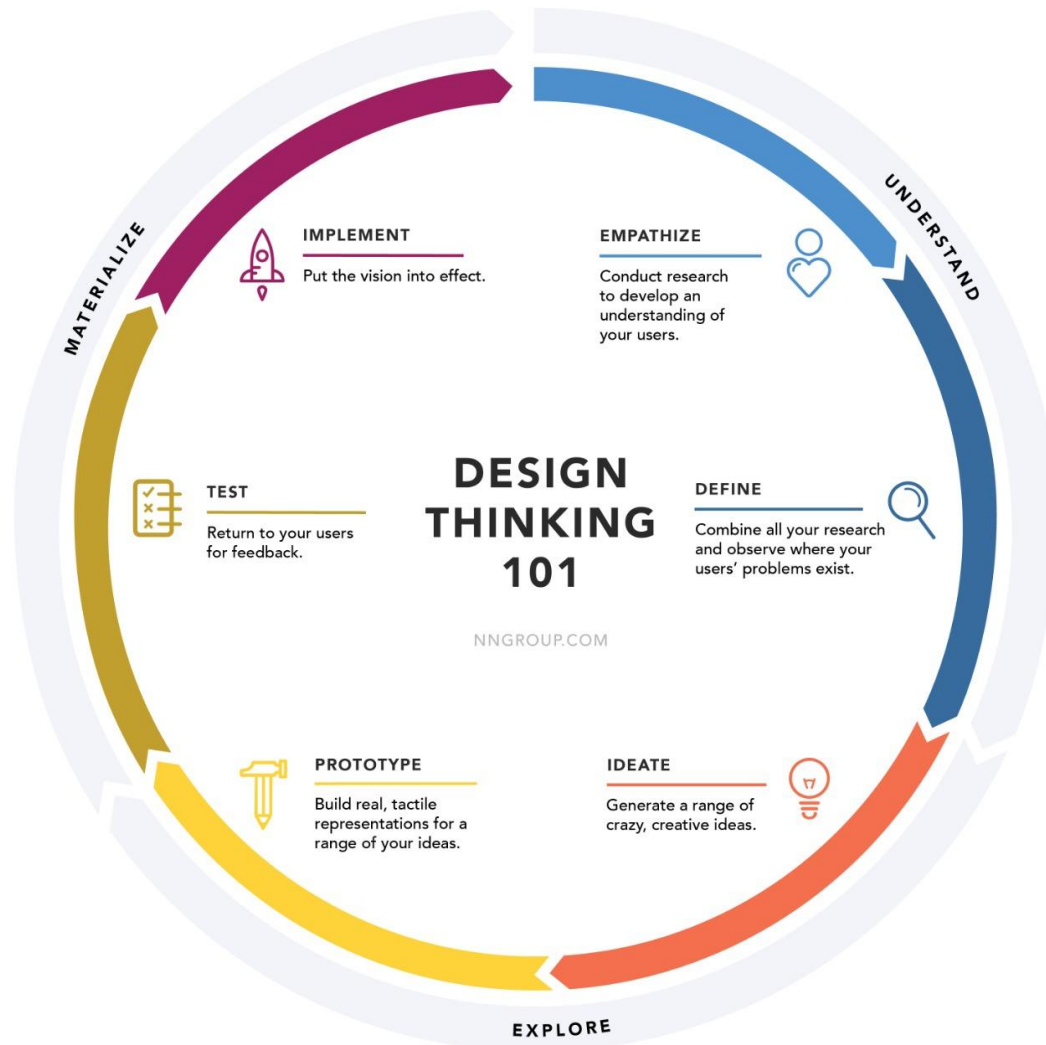 DESIGN
THINKING
101
NNGROUP.COM
UNDERSTAND
EMPATHIZE
Conduct research
to develop an
understanding of
your users.
DEFINE
Combine all your research
and observe where your
users’ problems exist.
EXPLORE
IDEATE
Generate a range of
crazy, creative ideas.
PROTOTYPE
Build real, tactile
representations for a
range of your ideas.
MATERIALIZE
TEST
Return to your users
for feedback.
IMPLEMENT
Put the vision into effect.